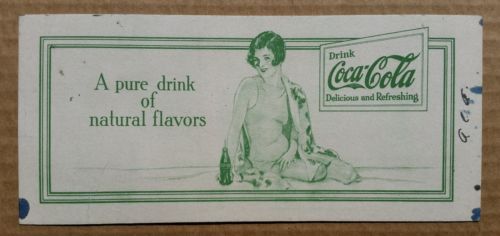 A pure drink
of
natural flavors
Drink
Coca-Cola
Delicious and Refreshing